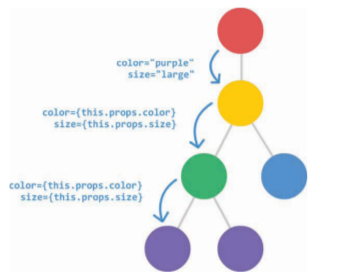 color="purple"
size="large"
color={this.props.color}
size={this.props.size}
color={this.props.color}
size={this.props.size}